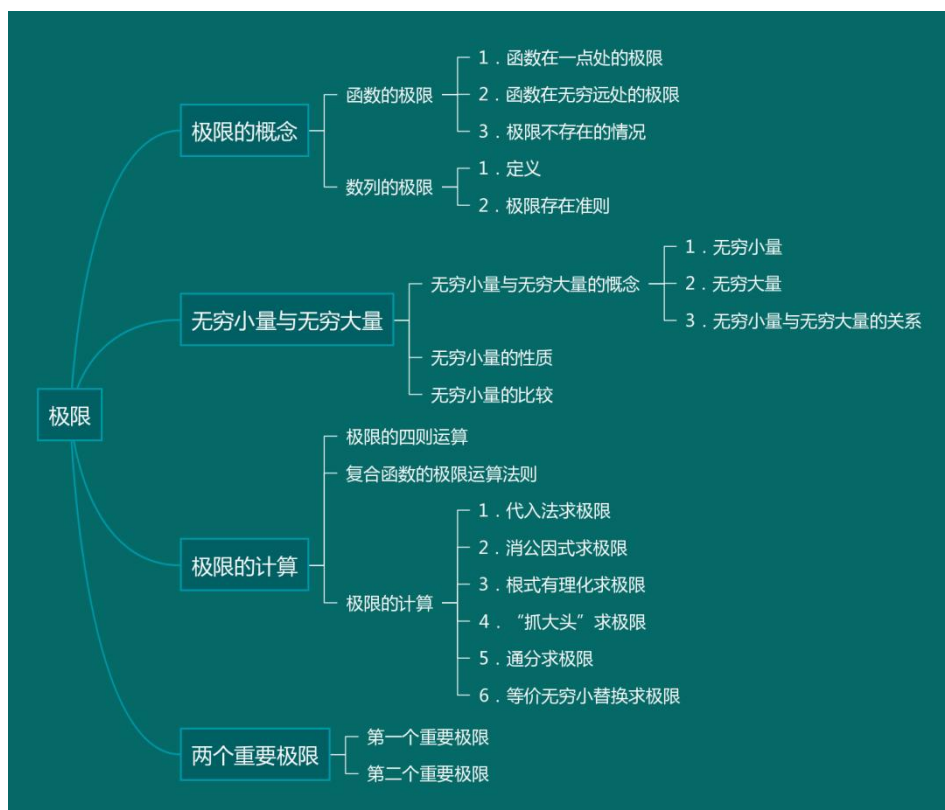 极限
极限的概念
函数的极限
1．函数在一点处的极限
2．函数在无穷远处的极限
3．极限不存在的情况
数列的极限
1．定义
2．极限存在准则
无穷小量与无穷大量
无穷小量与无穷大量的概念
1．无穷小量
2．无穷大量
3．无穷小量与无穷大量的关系
无穷小量的性质
无穷小量的比较
极限的计算
极限的四则运算
复合函数的极限运算法则
极限的计算
1．代入法求极限
2．消公因式求极限
3．根式有理化求极限
4．“抓大头”求极限
5．通分求极限
6．等价无穷小替换求极限
两个重要极限
第一个重要极限
第二个重要极限